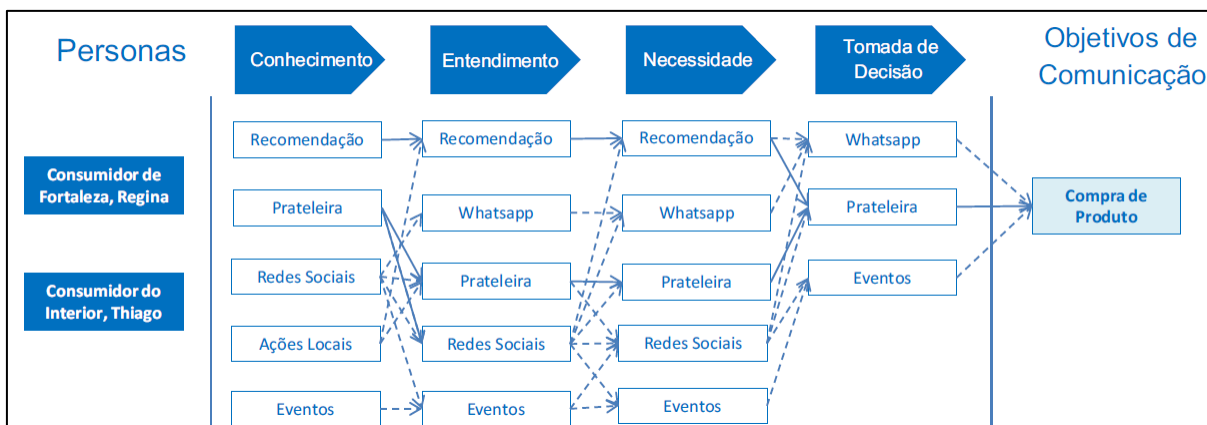 Personas
Conhecimento
Entendimento
Necessidade
Tomada de
Decisão
Objetivos de
Comunicação
Consumidor de
Fortaleza, Regina
Consumidor do
Interior, Thiago
Recomendação
Prateleira
Redes Sociais
Ações Locais
Eventos
Recomendação
Whatsapp
Prateleira
Redes Sociais
Eventos
Recomendação
Whatsapp
Prateleira
Redes Sociais
Eventos
Whatsapp
Prateleira
Eventos
Compra de
Produto